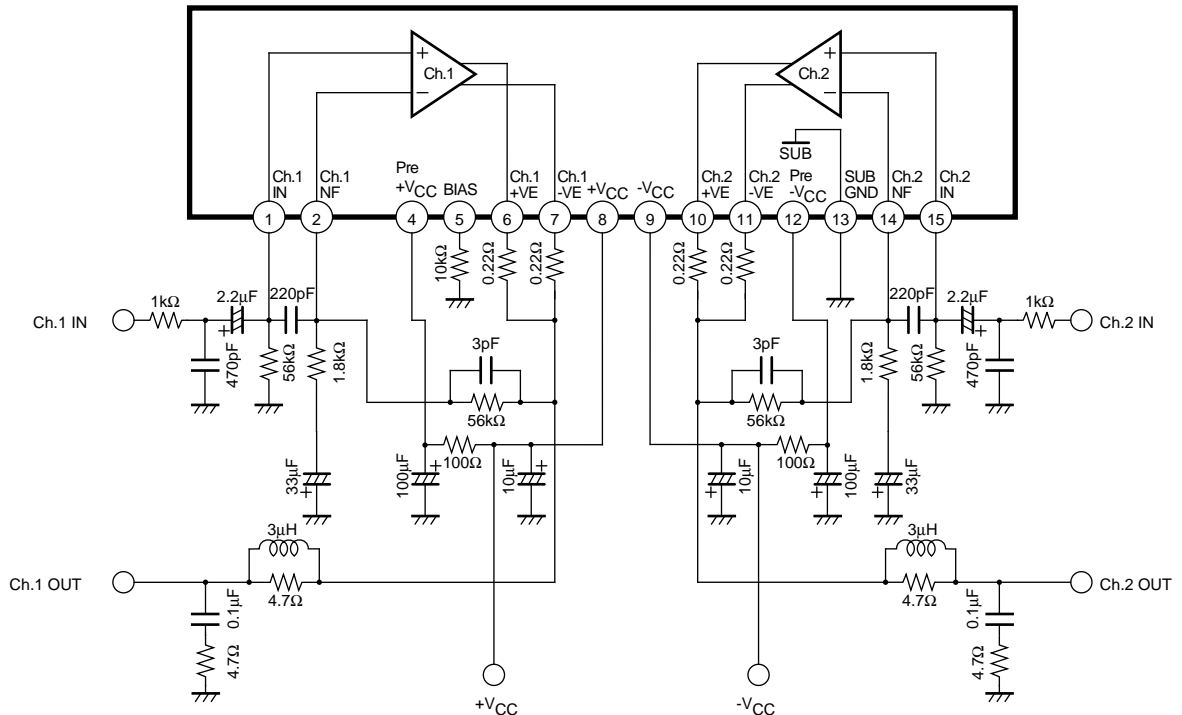 +
−
Ch.1
Ch.2
+
−
SUB
Ch.1 IN
Ch.1 NF
Pre +VCC
BIAS
Ch.1 +VE
Ch.1 -VE
+VCC
-VCC
Ch.2 +VE
Ch.2 -VE
Pre -VCC
SUB GND
Ch.2 NF
Ch.2 IN
1
2
4
5
6
7
8
9
10
11
12
13
14
15
10kΩ
0.22Ω
0.22Ω
0.22Ω
0.22Ω
Ch.1 IN
1kΩ
2.2µF
+
220pF
470pF
56kΩ
1.8kΩ
3pF
56kΩ
3pF
56kΩ
220pF
2.2µF
+
1kΩ
Ch.2 IN
1.8kΩ
56kΩ
470pF
33µF
+
100µF
+
100Ω
10µF
+
10µF
+
100Ω
100µF
+
33µF
+
Ch.1 OUT
3µH
4.7Ω
0.1µF
4.7Ω
3µH
4.7Ω
0.1µF
4.7Ω
Ch.2 OUT
+VCC
-VCC